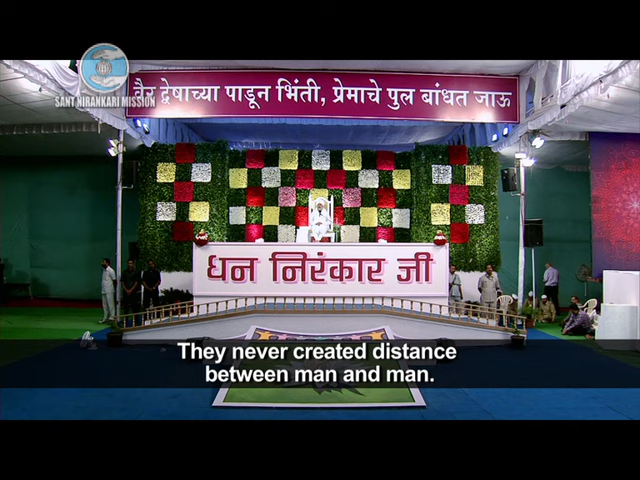 SANT NIRANKARI MISSION
वैर द्वेषाच्या पाडून भिंती, प्रेमाचे पुल बांधत जाऊ
धन निरंकार जी
They never created distance
between man and man.